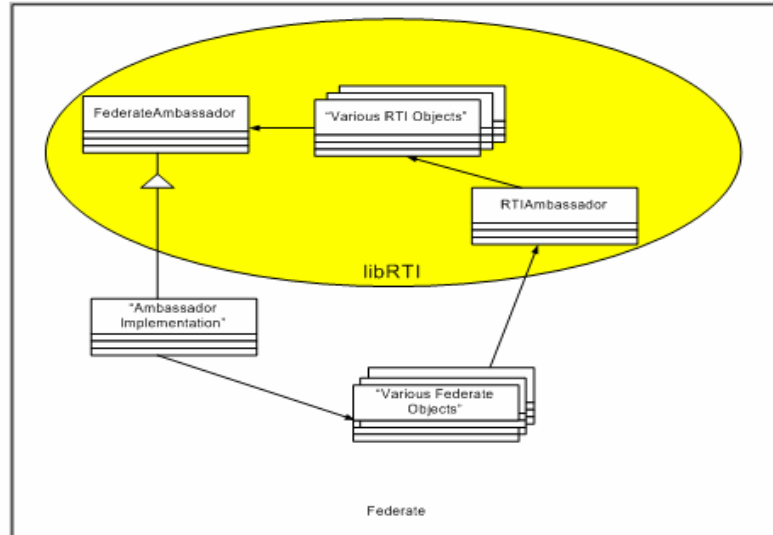 FederateAmbassador
"Various RTI Objects"
RTIAmbassador
libRTI
"Ambassador
Implementation"
"Various Federate
Objects"
Federate